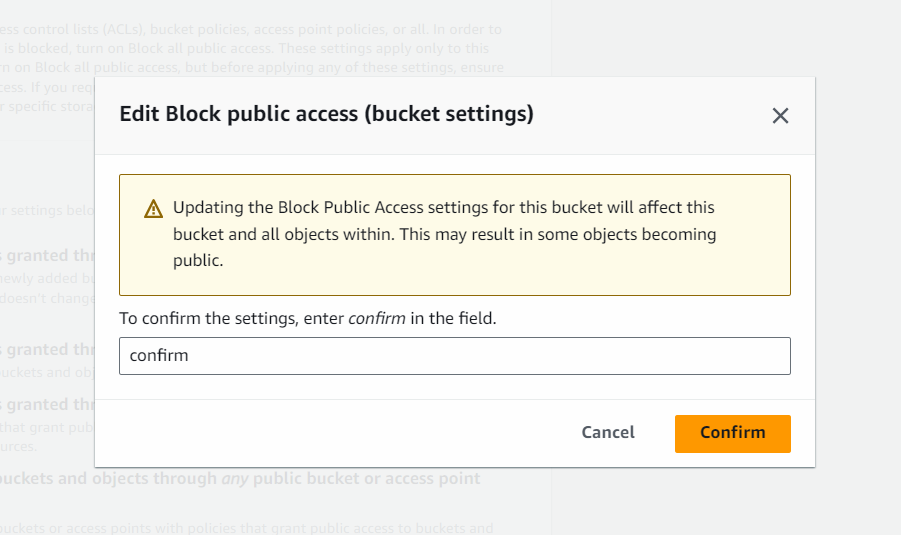 ess control lists (ACLs), bucket policies, access point policies, or all. In order to
is blocked, turn on Block all public access. These settings apply only to this
rn on Block all public access, but before applying any of these settings, ensure
cess. If you requ
r specific stora
Edit Block public access (bucket settings)
Updating the Block Public Access settings for this bucket will affect this
bucket and all objects within. This may result in some objects becoming
public.
To confirm the settings, enter confirm in the field.
confirm
Cancel
Confirm
r settings belo
s granted thr
newly added bu
doesn't change
s granted thr
uckets and obj
s granted thr
that grant publ
urces.
buckets and objects through any public bucket or access point
buckets or access points with policies that grant public access to buckets and